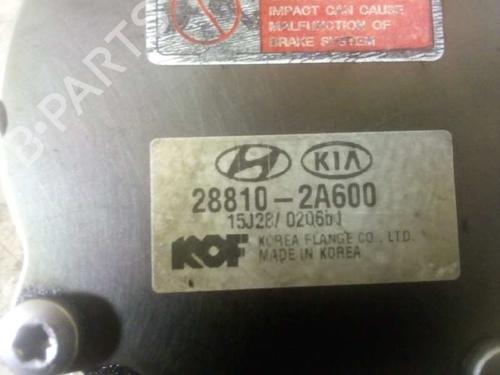 IMPACT CAN CAUSE
MALFUNCTION OF
BRAKE SYSTEM
KIA
28810-2A600
KOF
KOREA FLANGE CO., LTD.
MADE IN KOREA
B-PARTS